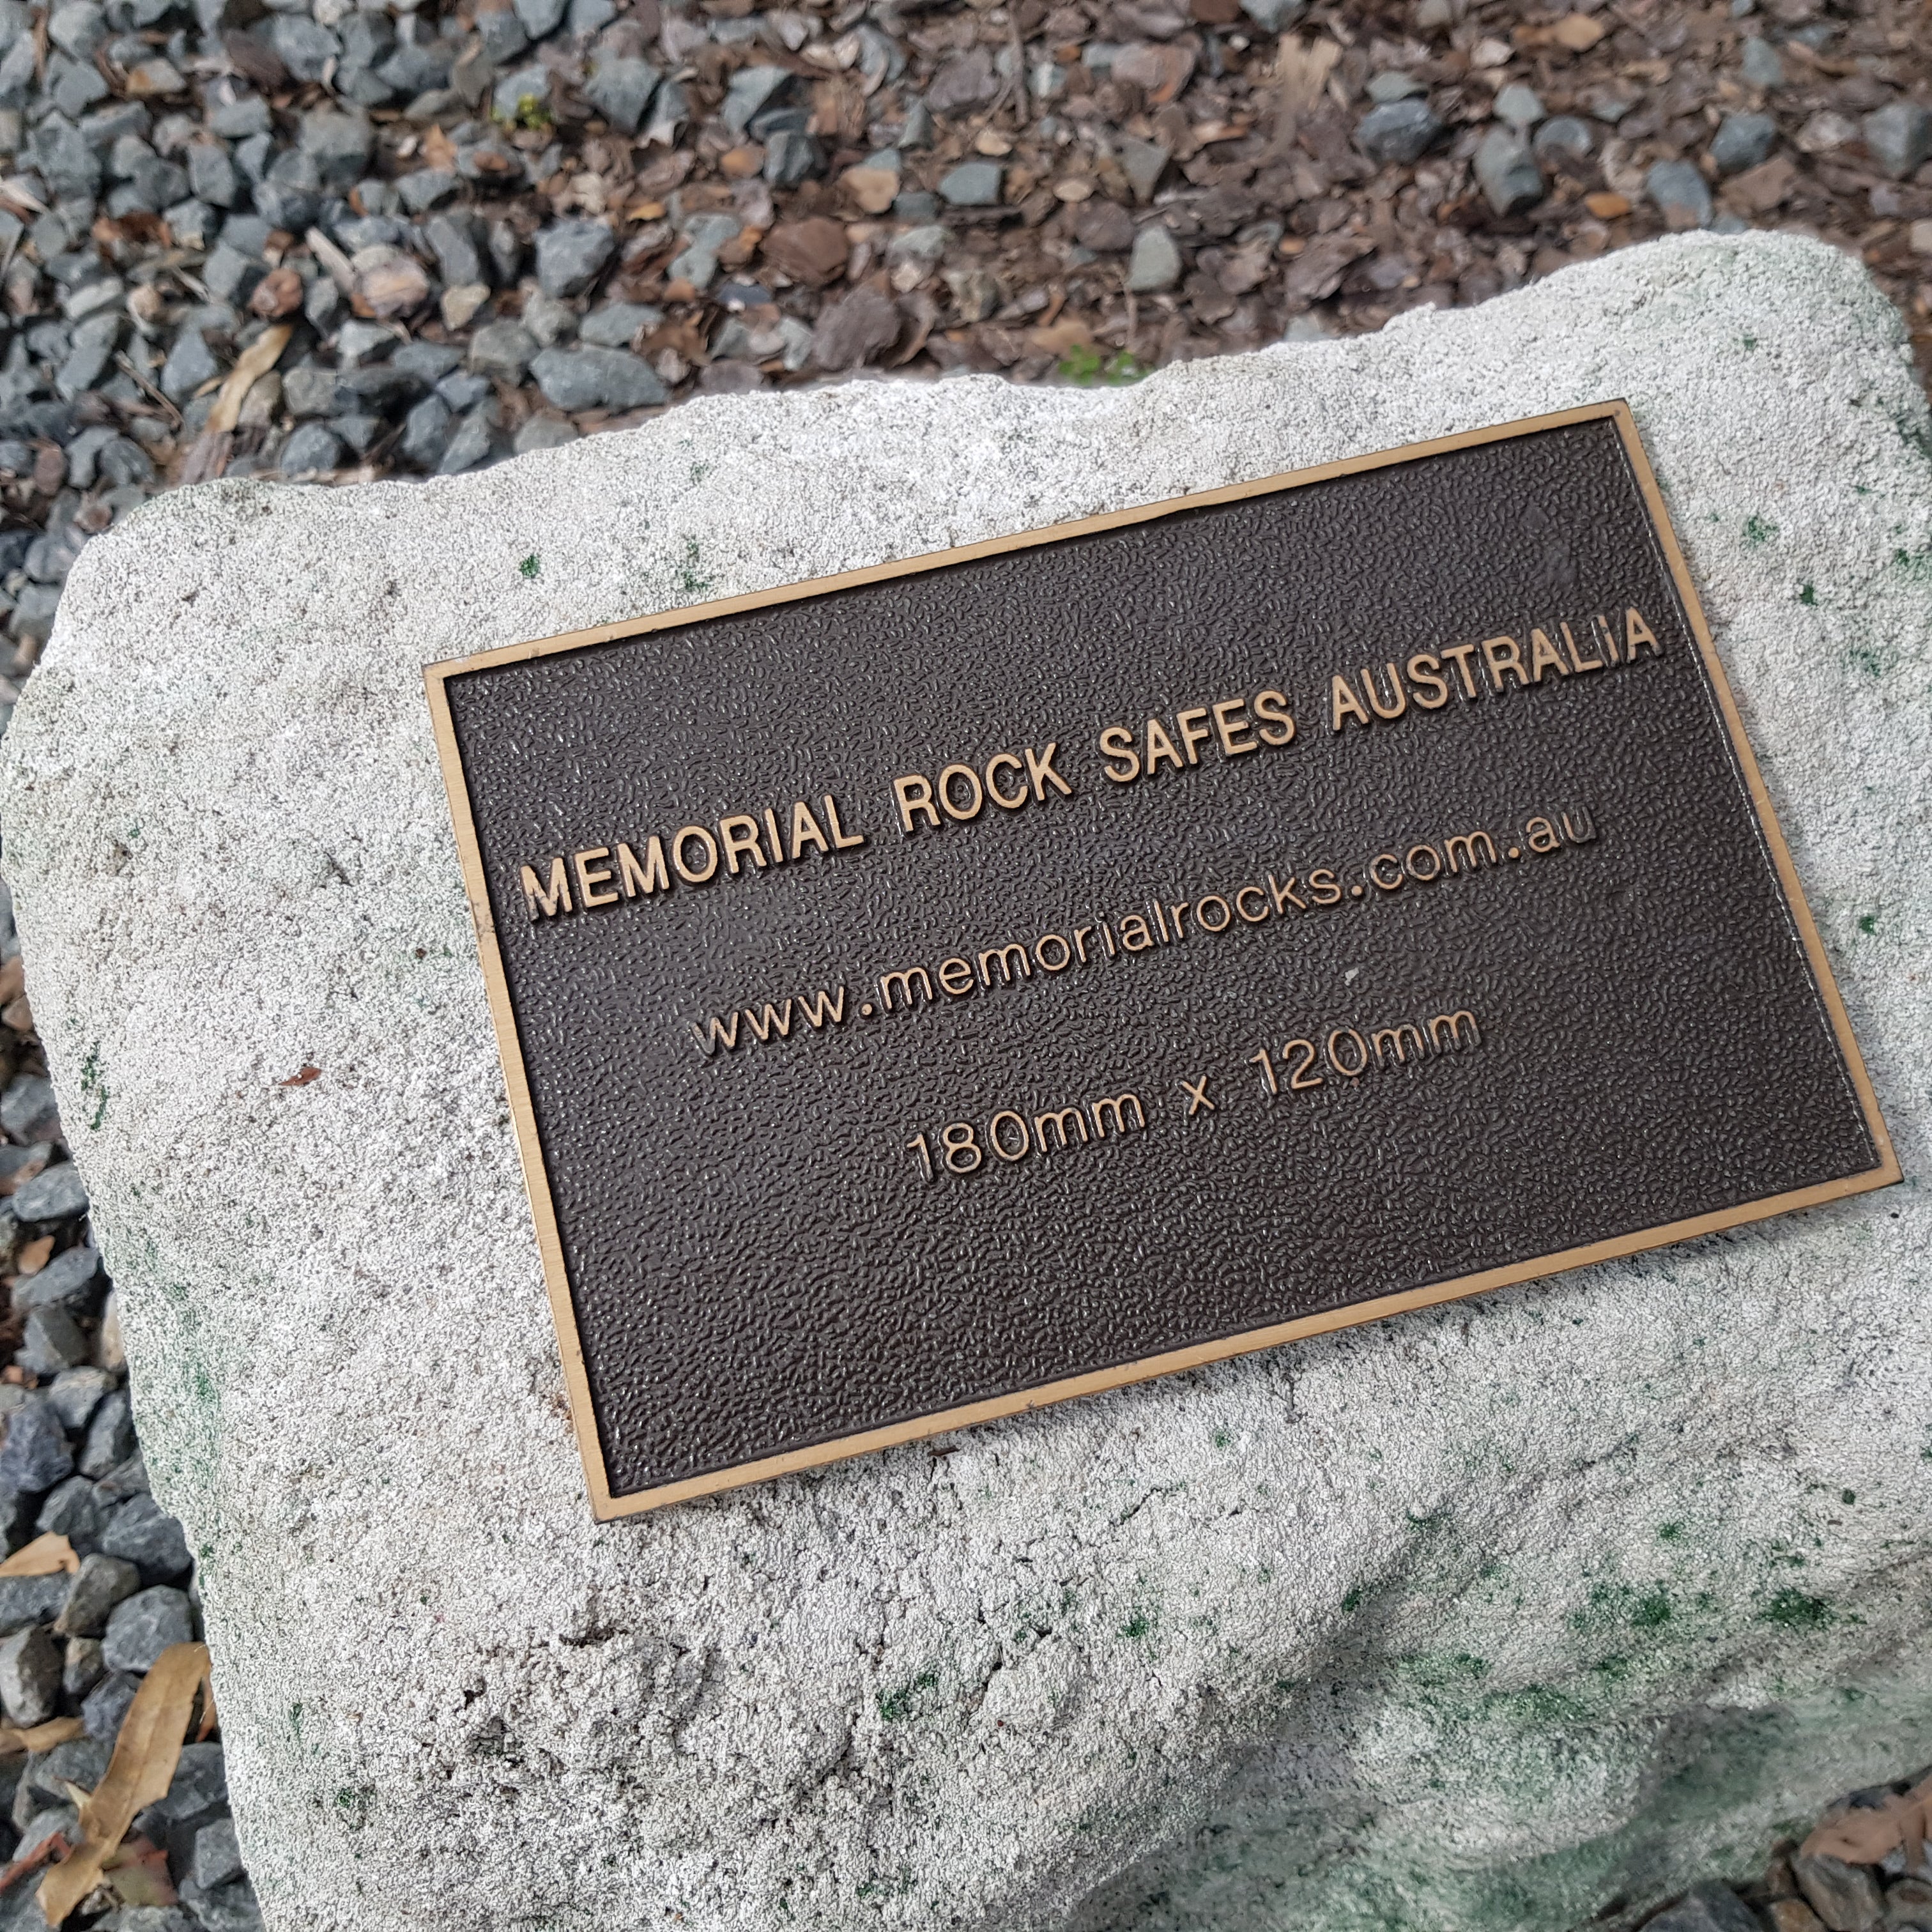 MEMORIAL ROCK SAFES AUSTRALIA
www.memorialrocks.com.au
180mm x 120mm